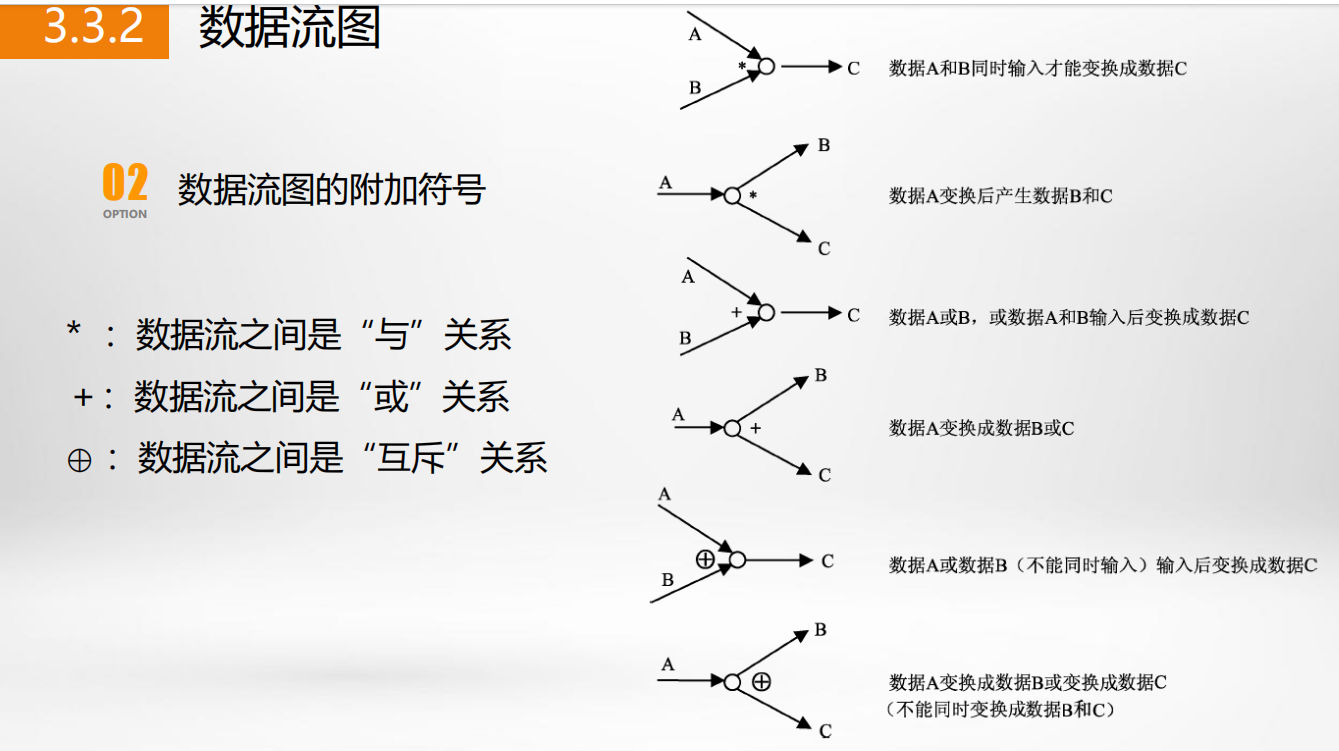 3.3.2 数据流图
02
OPTION
数据流图的附加符号
* ：数据流之间是“与”关系
+：数据流之间是“或”关系
⊕：数据流之间是“互斥”关系
A
B
*
C
数据A和B同时输入才能变换成数据C
A
*
B
C
数据A变换后产生数据B和C
A
B
+
C
数据A或B，或数据A和B输入后变换成数据C
A
+
B
C
数据A变换成数据B或C
A
B
⊕
C
数据A或数据B（不能同时输入）输入后变换成数据C
A
⊕
B
C
数据A变换成数据B或变换成数据C
（不能同时变换成数据B和C）